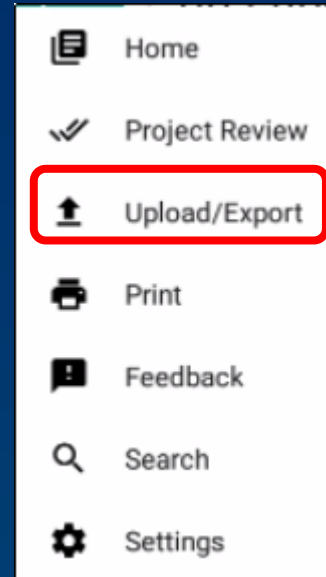 Home
Project Review
Upload/Export
Print
Feedback
Search
Settings